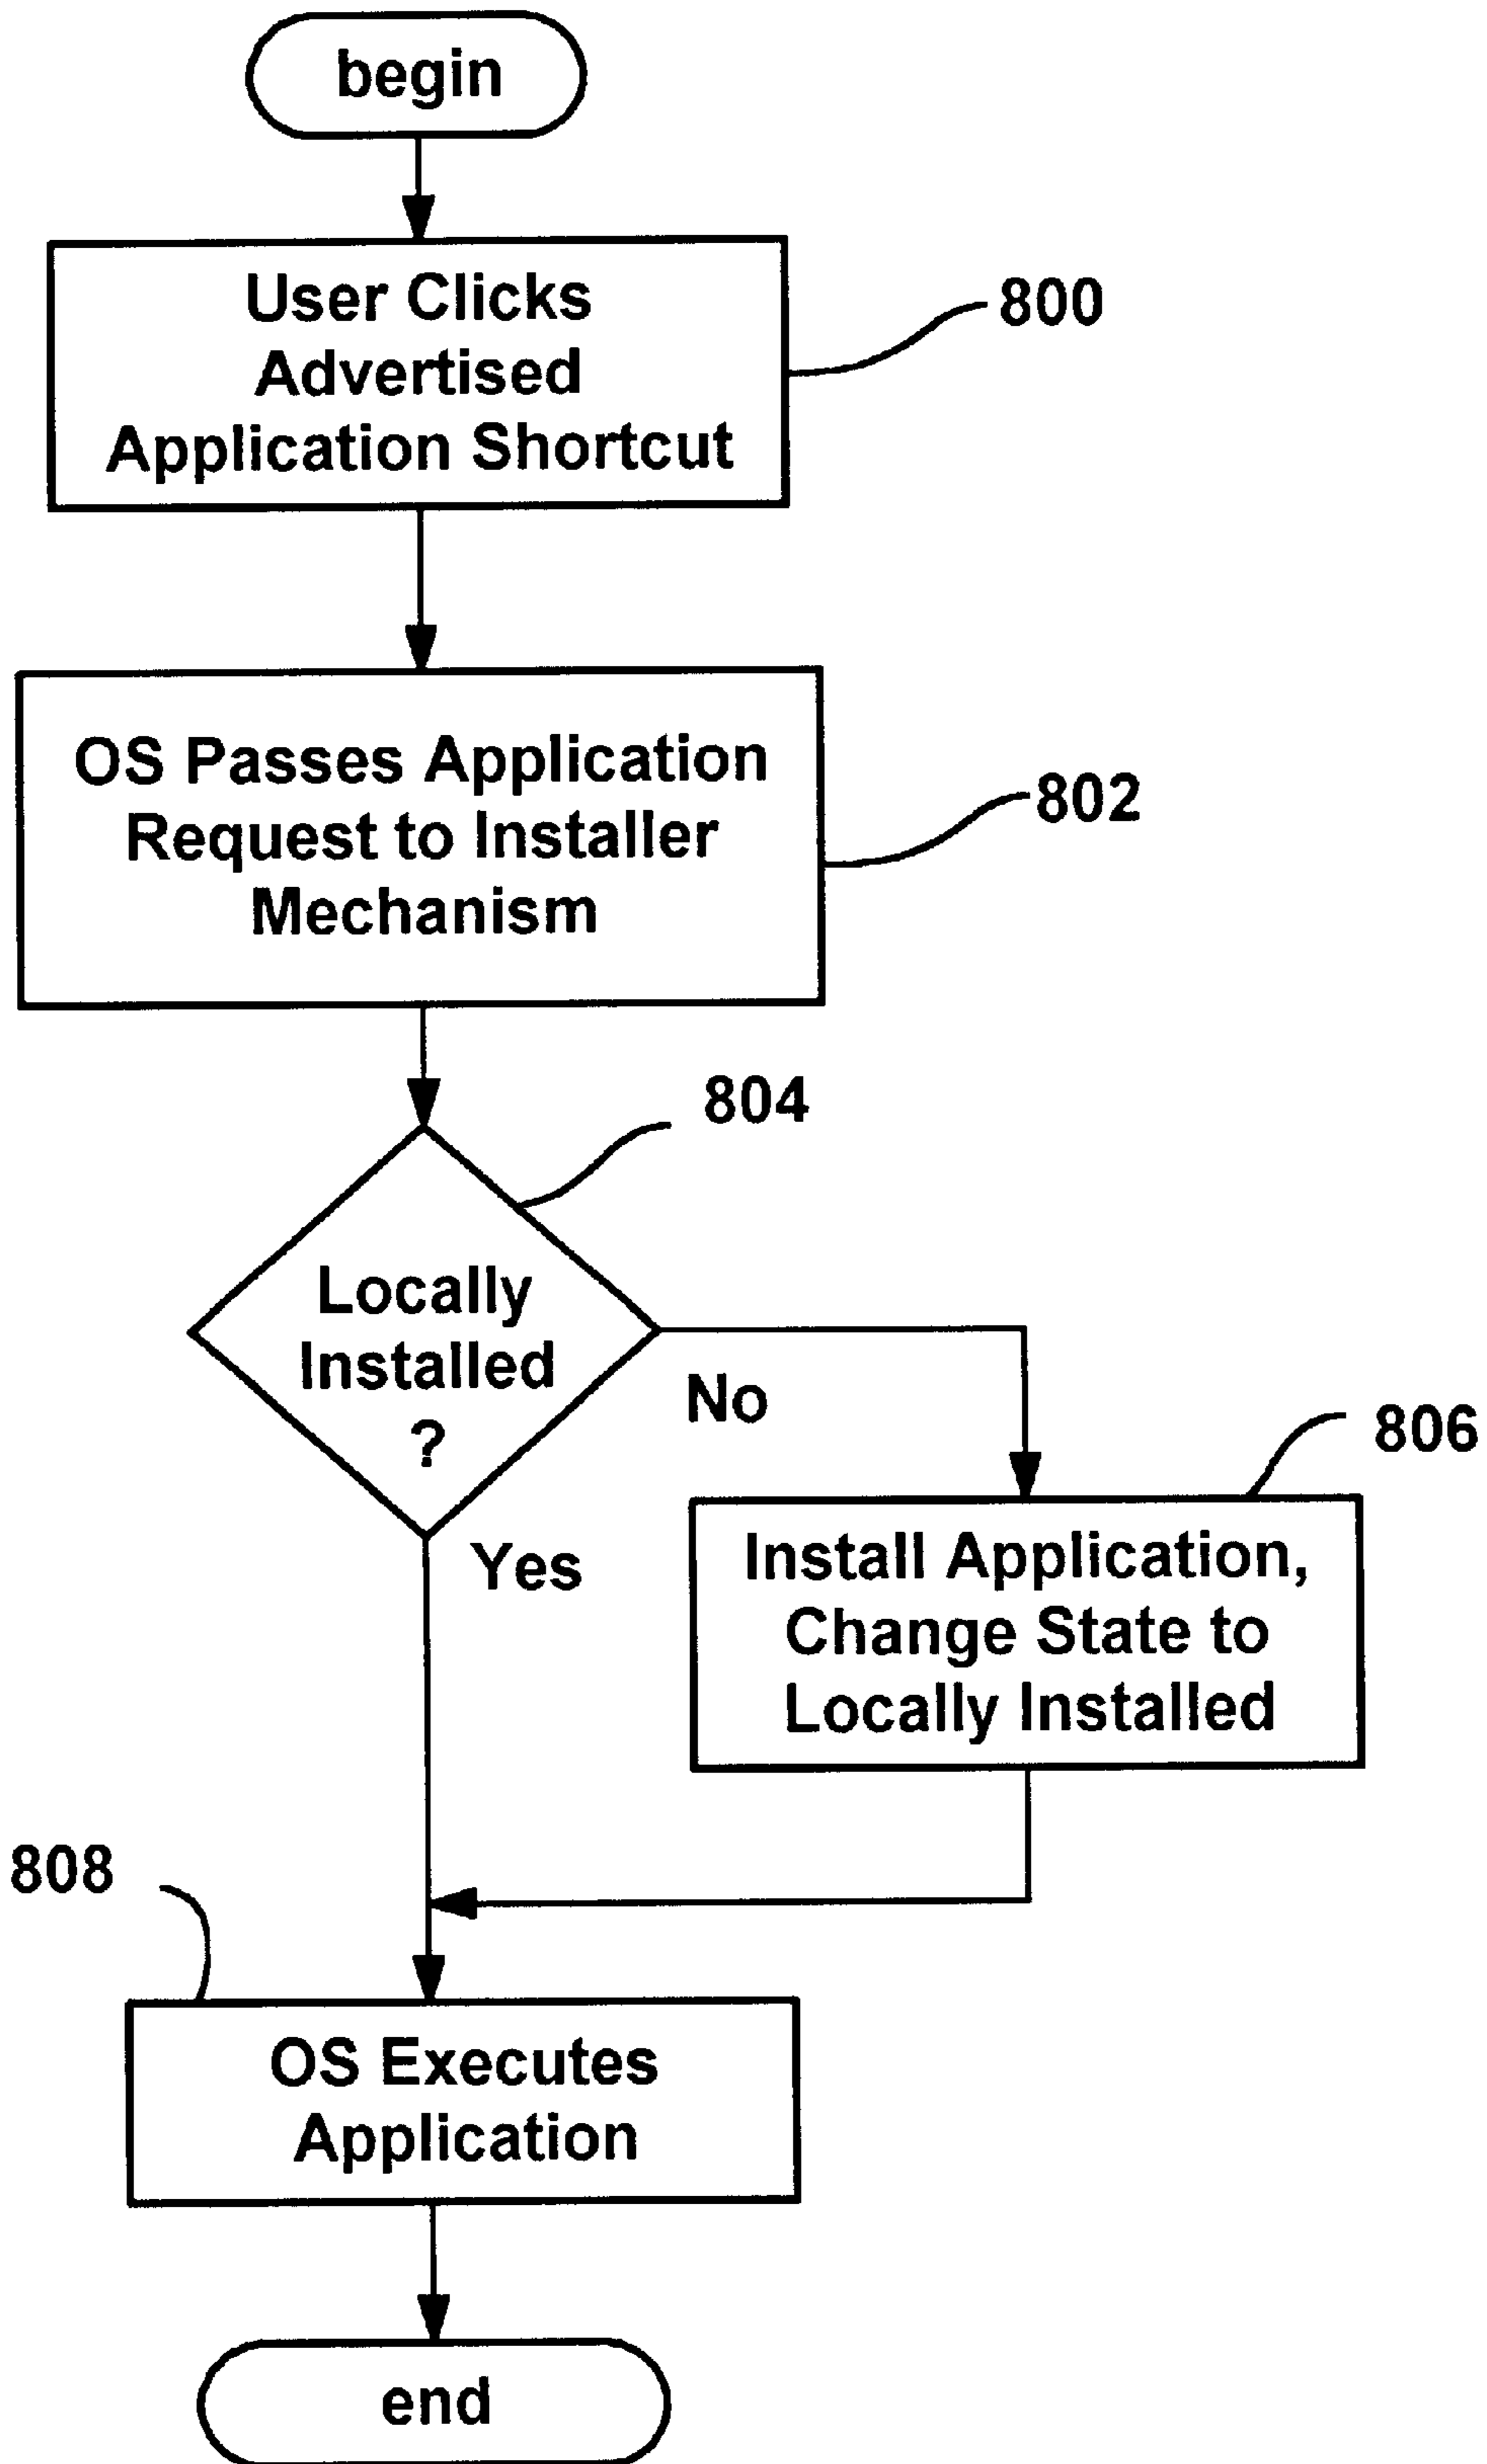 begin
User Clicks
Advertised
Application Shortcut
800
OS Passes Application
Request to Installer
Mechanism
802
804
Locally
Installed
?
No
Yes
806
Install Application,
Change State to
Locally Installed
808
OS Executes
Application
end